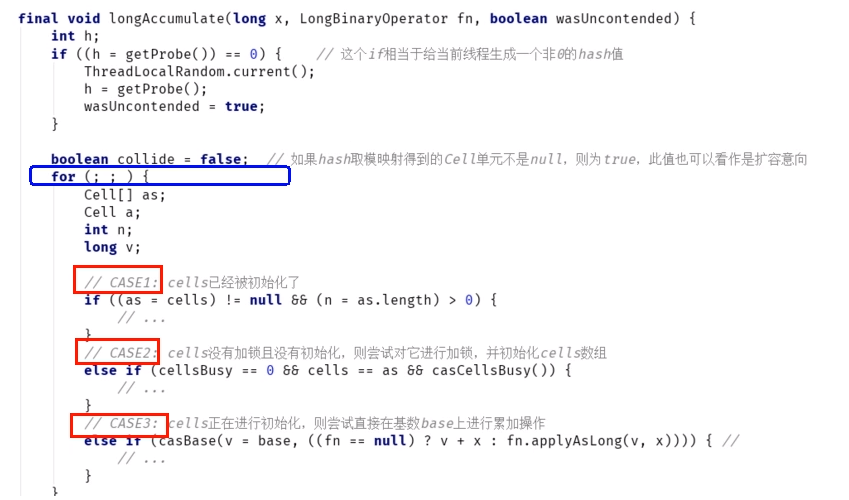 final void longAccumulate(long x, LongBinaryOperator fn, boolean wasUncontended) {
int h;
if ((h = getProbe()) == 0) { // 这个if相当于给当前线程生成一个非0的hash值
ThreadLocalRandom.current();
h = getProbe();
wasUncontended = true;
}
boolean collide = false; // 如果hash取模映射得到的Cell单元不是null，则为true，此值也可以看作是扩容意向
for (; ; ) {
Cell[] as;
Cell a;
int n;
long v;
// CASE1: cells已经被初始化了
if ((as = cells) != null && (n = as.length) > 0) {
// ...
}
// CASE2: cells没有加锁且没有初始化，则尝试对它进行加锁，并初始化cells数组
else if (cellsBusy == 0 && cells == as && casCellsBusy()) {
// ...
}
// CASE3: cells正在进行初始化，则尝试直接在基数base上进行累加操作
else if (casBase(v = base, ((fn == null) ? v + x : fn.applyAsLong(v, x)))) { //
// ...
}
}